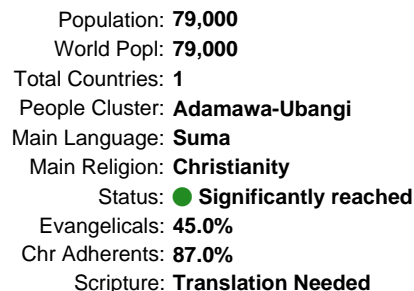 Population: 79,000
World Popl: 79,000
Total Countries: 1
People Cluster: Adamawa-Ubangi
Main Language: Suma
Main Religion: Christianity
Status: Significantly reached
Evangelicals: 45.0%
Chr Adherents: 87.0%
Scripture: Translation Needed